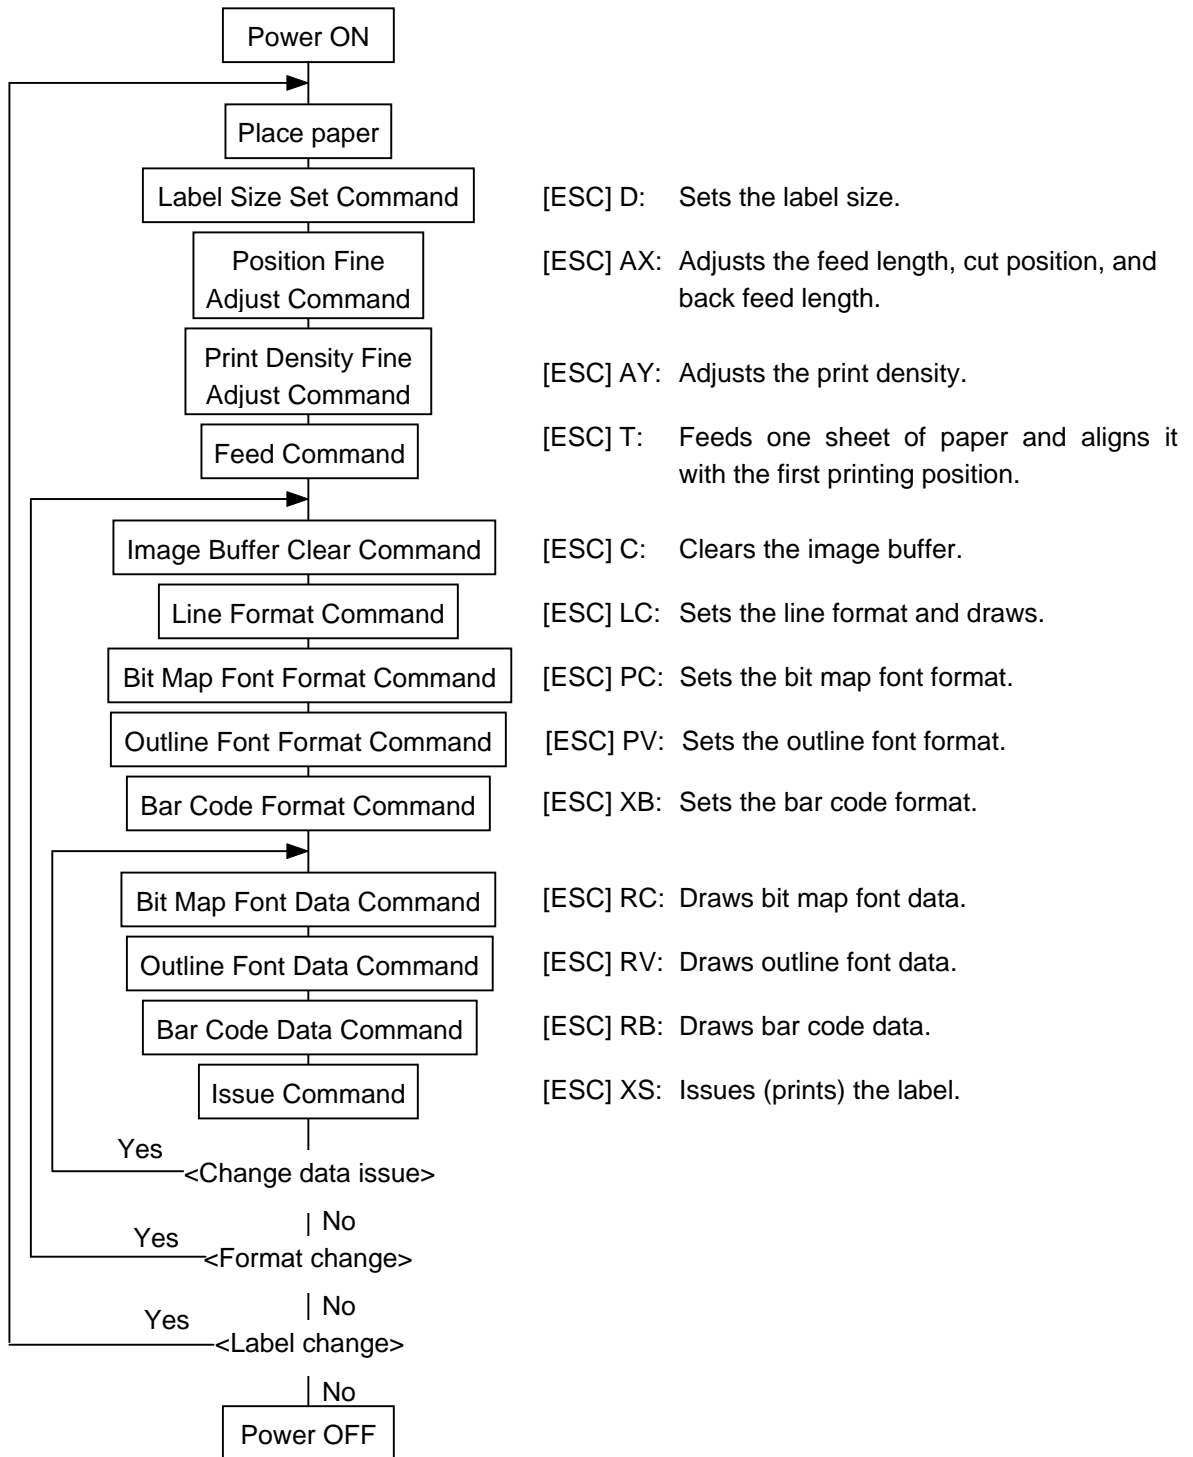 Power ON
Place paper
Label Size Set Command
[ESC] D: Sets the label size.
Position Fine
Adjust Command
[ESC] AX: Adjusts the feed length, cut position, and
back feed length.
Print Density Fine
Adjust Command
[ESC] AY: Adjusts the print density.
Feed Command
[ESC] T: Feeds one sheet of paper and aligns it
with the first printing position.
Image Buffer Clear Command
[ESC] C: Clears the image buffer.
Line Format Command
[ESC] LC: Sets the line format and draws.
Bit Map Font Format Command
[ESC] PC: Sets the bit map font format.
Outline Font Format Command
[ESC] PV: Sets the outline font format.
Bar Code Format Command
[ESC] XB: Sets the bar code format.
Bit Map Font Data Command
[ESC] RC: Draws bit map font data.
Outline Font Data Command
[ESC] RV: Draws outline font data.
Bar Code Data Command
[ESC] RB: Draws bar code data.
Issue Command
[ESC] XS: Issues (prints) the label.
Yes
<Change data issue>
No
Yes
<Format change>
No
Yes
<Label change>
No
Power OFF